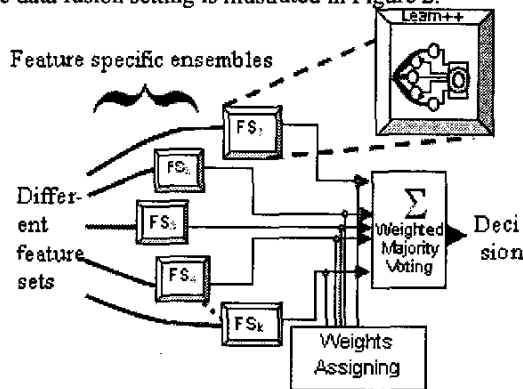 e data fusion setting is illustrated in Figure 2.
Learn++
Feature specific ensembles
FS1
FS2
FS3
FS4
FSk
Differ-
ent
feature
sets
Σ
Weighted
Majority
Voting
Deci
sion
Weights
Assigning